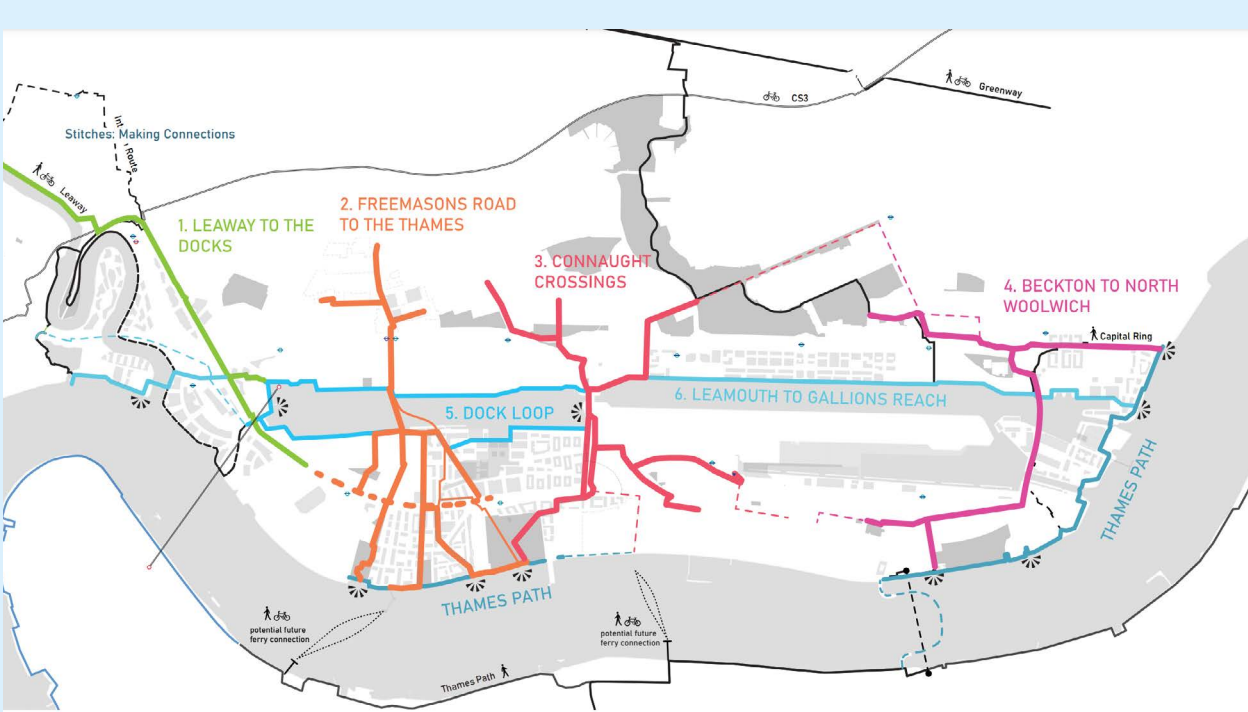 Greenway
CS3
Stitches: Making Connections
Int
Route
Leaway
1. LEAWAY TO THE
DOCKS
2. FREEMASONS ROAD
TO THE THAMES
3. CONNAUGHT
CROSSINGS
4. BECKTON TO NORTH
WOOLWICH
Capital Ring
5. DOCK LOOP
6. LEAMOUTH TO GALLIONS REACH
THAMES PATH
THAMES PATH
potential future
ferry connection
potential future
ferry connection
Thames Path